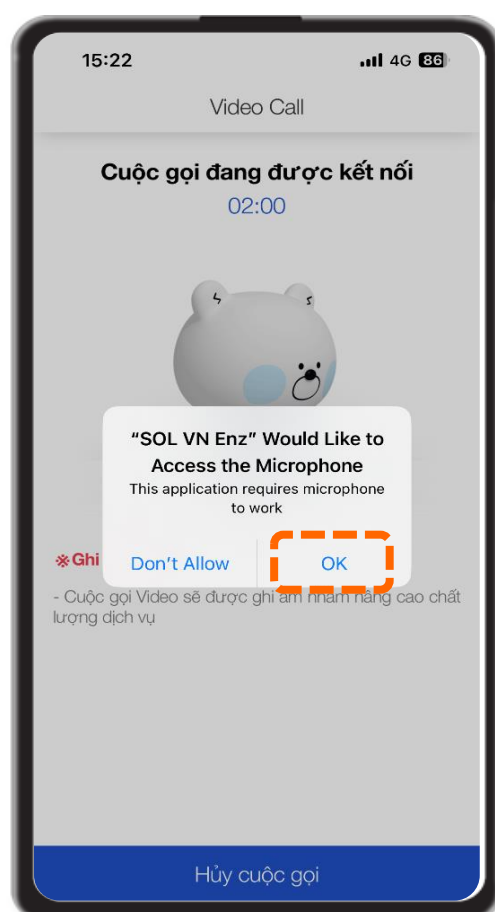 15:22 4G 86
Video Call
Cuộc gọi đang được kết nối
02:00
"SOL VN Enz" Would Like to
Access the Microphone
This application requires microphone
to work
Don't Allow OK
※Ghi
- Cuộc gọi Video sẽ được ghi âm nhằm nâng cao chất
lượng dịch vụ
Hủy cuộc gọi